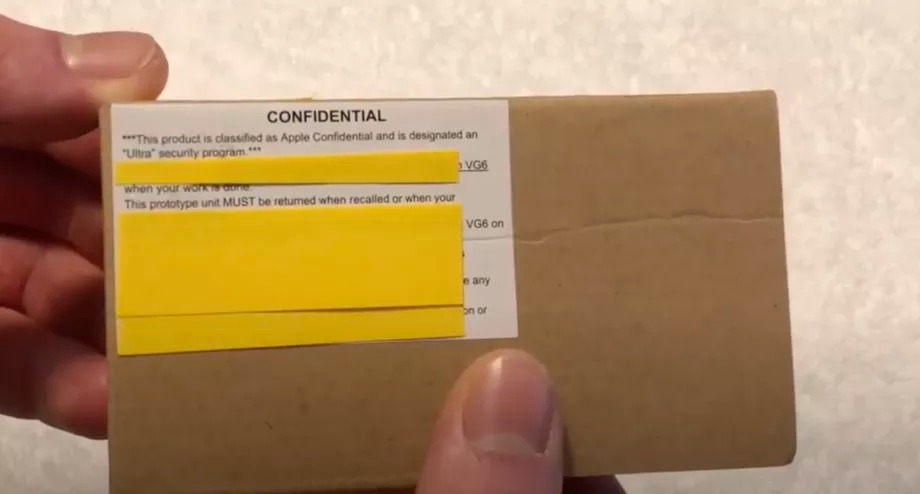 CONFIDENTIAL
***This product is classified as Apple Confidential and is designated an
"Ultra" security program.***
VG6
when your work is done.
This prototype unit MUST be returned when recalled or when your
VG6 on
any
or